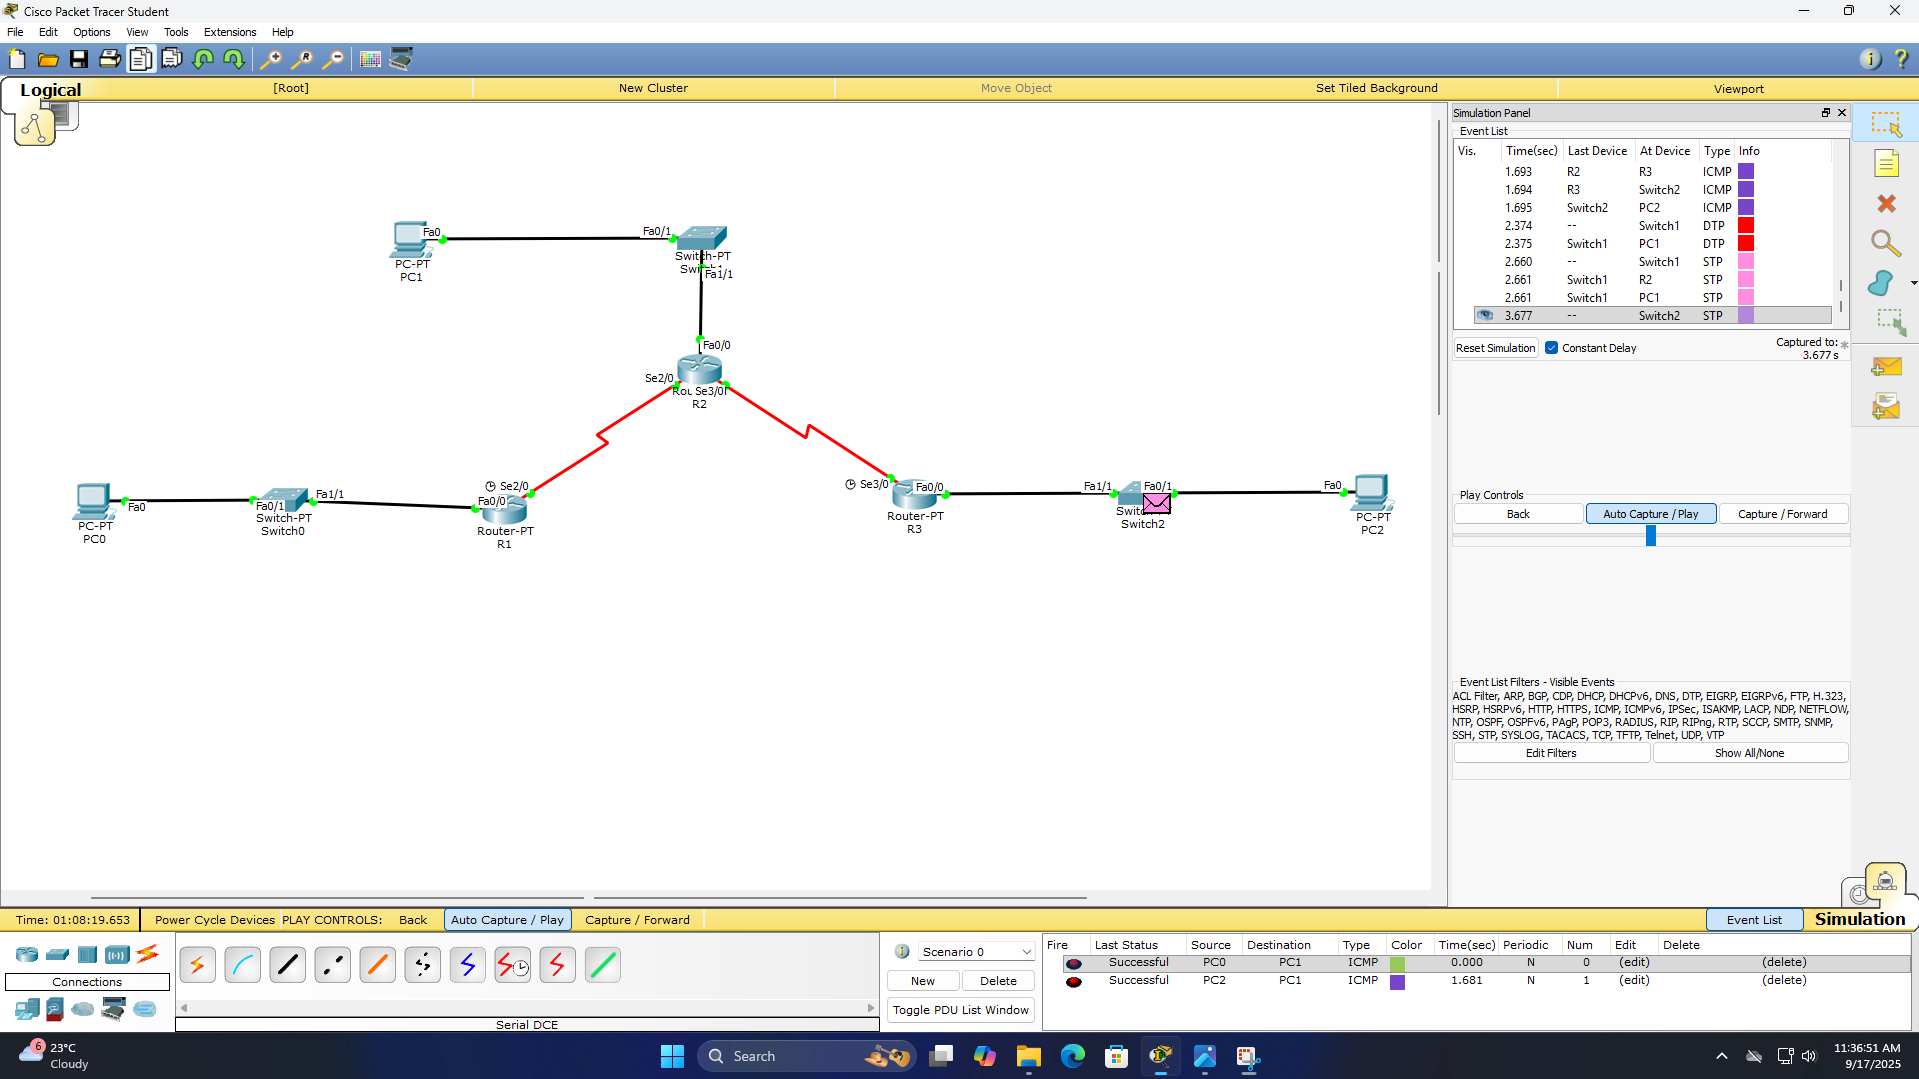 Cisco Packet Tracer Student
File Edit Options View Tools Extensions Help
Logical [Root] New Cluster Move Object Set Tiled Background Viewport
Simulation Panel
Event List
Vis. Time(sec) Last Device At Device Type Info
1.693 R2 R3 ICMP
1.694 R3 Switch2 ICMP
1.695 Switch2 PC2 ICMP
2.374 -- Switch1 DTP
2.375 Switch1 PC1 DTP
2.660 -- Switch1 STP
2.661 Switch1 R2 STP
2.661 Switch1 PC1 STP
3.677 -- Switch2 STP
Reset Simulation Constant Delay Captured to:
3.677 s
Fa0 Fa0/1
PC-PT
PC1
Switch-PT
Fa1/1
Fa0/0
Se2/0
Se3/0
R2
Fa0
PC-PT
PC0
Fa0/1 Fa1/1
Switch-PT
Switch0
Se2/0
Fa0/0
Router-PT
R1
Se3/0 Fa0/0
Router-PT
R3
Fa1/1 Fa0/1
Switch2
Fa0
PC-PT
PC2
Play Controls
Back Auto Capture / Play Capture / Forward
Event List Filters - Visible Events
ACL Filter, ARP, BGP, CDP, DHCP, DHCPv6, DNS, DTP, EIGRP, EIGRPv6, FTP, H.323,
HSRP, HSRPv6, HTTP, HTTPS, ICMP, ICMPv6, IPSec, ISAKMP, LACP, NDP, NETFLOW,
NTP, OSPF, OSPFv6, PAgP, POP3, RADIUS, RIP, RIPng, RTP, SCCP, SMTP, SNMP,
SSH, STP, SYSLOG, TACACS, TCP, TFTP, Telnet, UDP, VTP
Edit Filters Show All/None
Time: 01:08:19.653 Power Cycle Devices PLAY CONTROLS: Back Auto Capture / Play Capture / Forward Event List Simulation
Connections
Serial DCE
Scenario 0
New Delete
Toggle PDU List Window
Fire Last Status Source Destination Type Color Time(sec) Periodic Num Edit Delete
Successful PC0 PC1 ICMP 0.000 N 0 (edit) (delete)
Successful PC2 PC1 ICMP 1.681 N 1 (edit) (delete)
6
23°C
Cloudy
Search
11:36:51 AM
9/17/2025